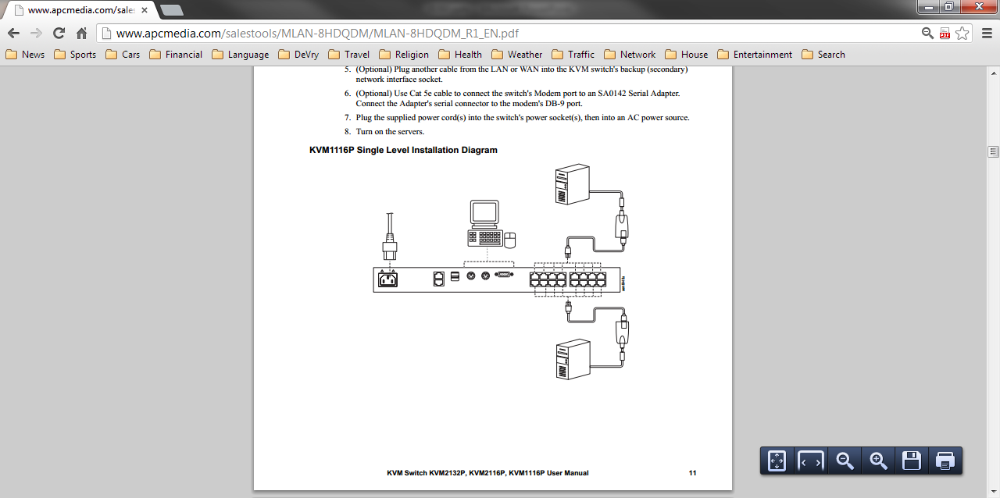 www.apcmedia.com/sales
www.apcmedia.com/salestools/MLAN-8HDQDM/MLAN-8HDQDM_R1_EN.pdf
News Sports Cars Financial Language DeVry Travel Religion Health Weather Traffic Network House Entertainment Search
5. (Optional) Plug another cable from the LAN or WAN into the KVM switch's backup (secondary)
network interface socket.
6. (Optional) Use Cat 5e cable to connect the switch's Modem port to an SA0142 Serial Adapter.
Connect the Adapter's serial connector to the modem's DB-9 port.
7. Plug the supplied power cord(s) into the switch's power socket(s), then into an AC power source.
8. Turn on the servers.
KVM1116P Single Level Installation Diagram
KVM Switch KVM2132P, KVM2116P, KVM1116P User Manual 11